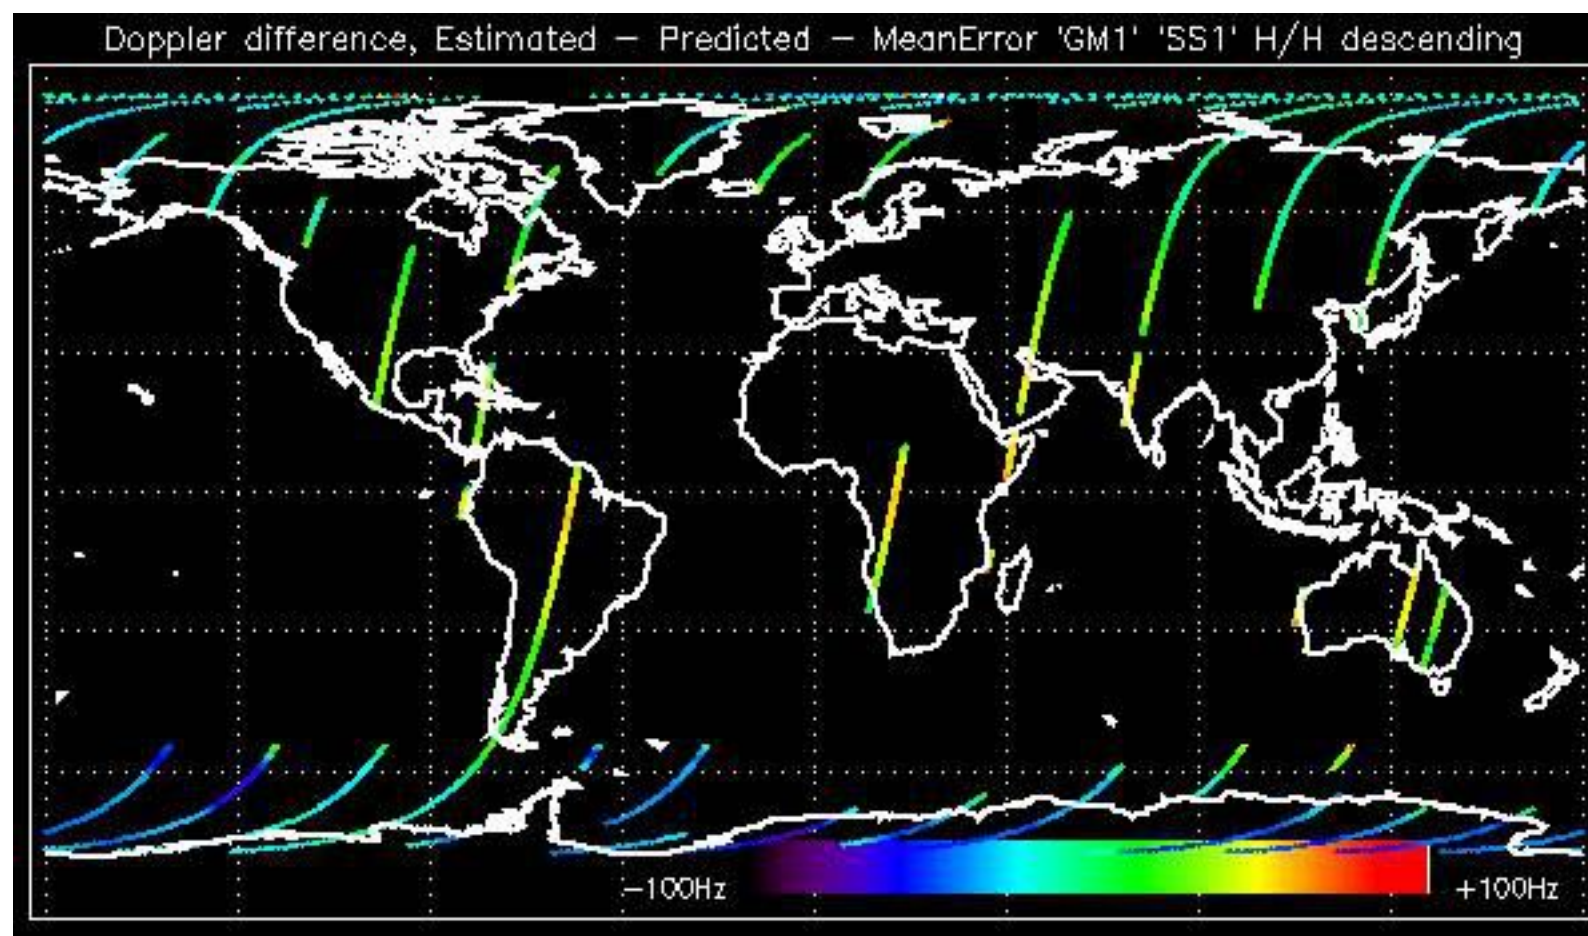 Doppler difference, Estimated – Predicted – MeanError 'GM1' 'SS1' H/H descending
–100Hz +100Hz